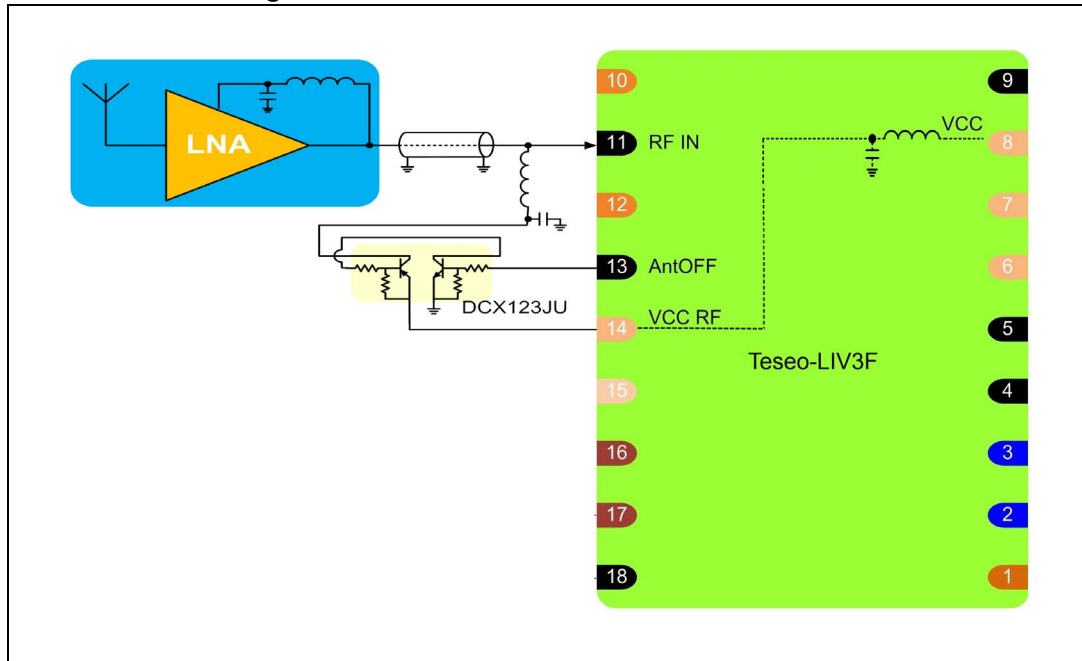 10
9
VCC
LNA
11 RF IN
8
12
7
13 AntOFF
6
DCX123JU
14 VCC RF
5
Teseo-LIV3F
15
4
16
3
17
2
18
1